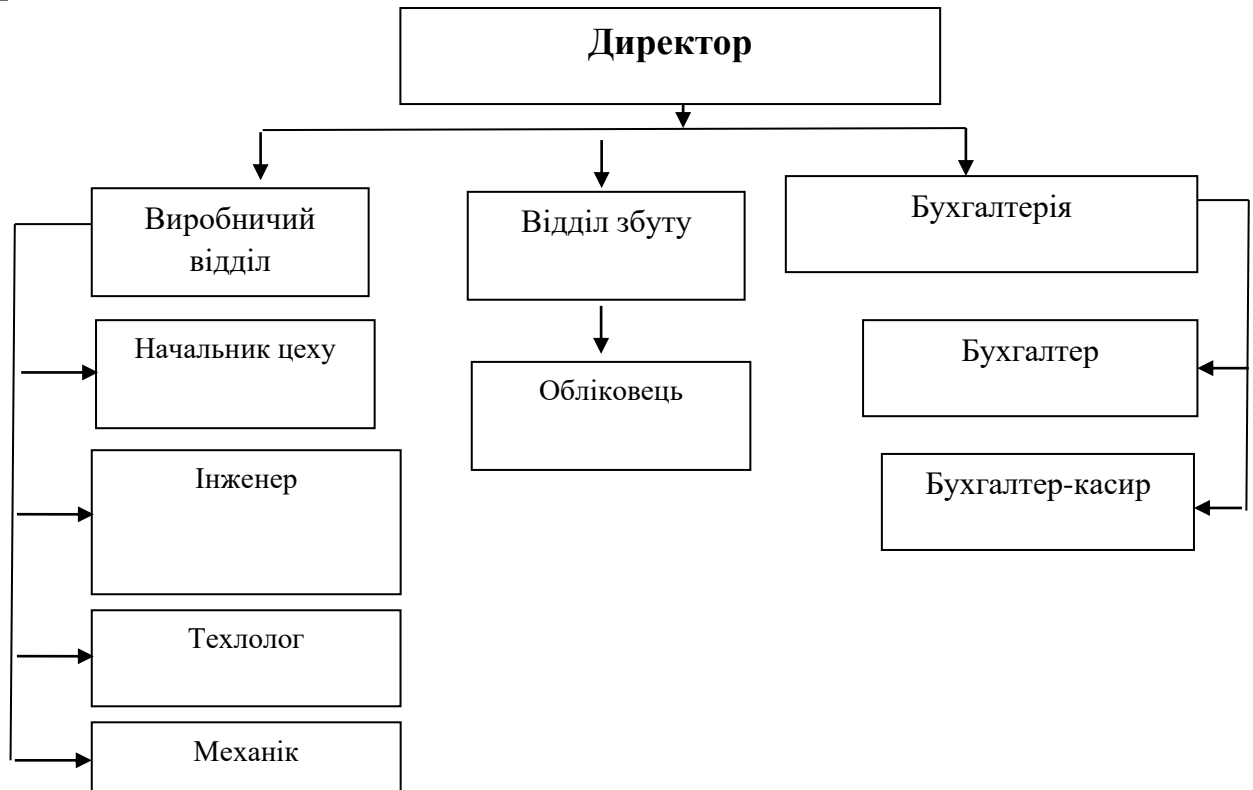 Директор
Виробничий
відділ
Відділ збуту
Бухгалтерія
Начальник цеху
Обліковець
Бухгалтер
Інженер
Бухгалтер-касир
Техлолог
Механік